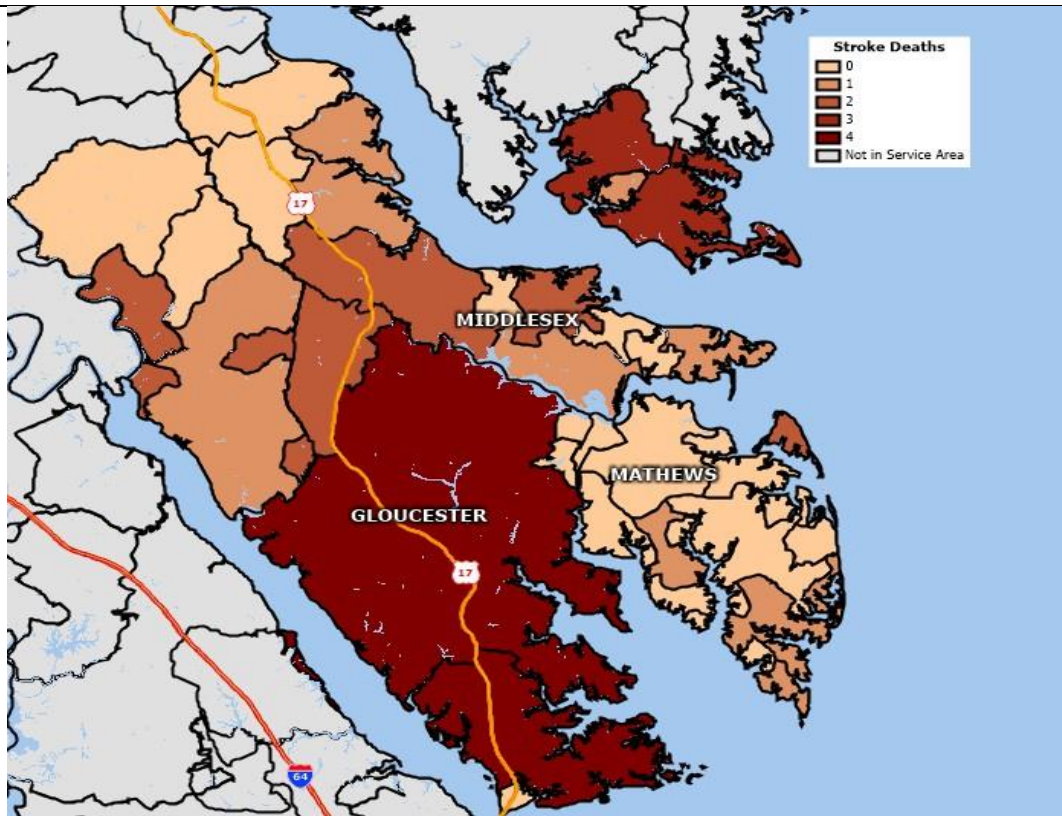 Stroke Deaths
0
1
2
3
4
Not in Service Area
17
MIDDLESEX
MATHEWS
GLOUCESTER
17
64